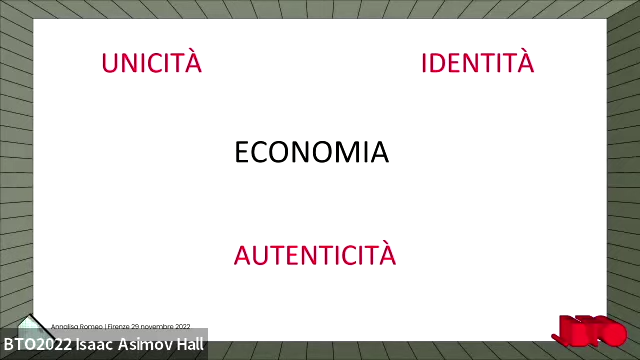 UNICITÀ
IDENTITÀ
ECONOMIA
AUTENTICITÀ
Annalisa Romeo | Firenze 29 novembre 2022
BTO2022 Isaac Asimov Hall
BTO